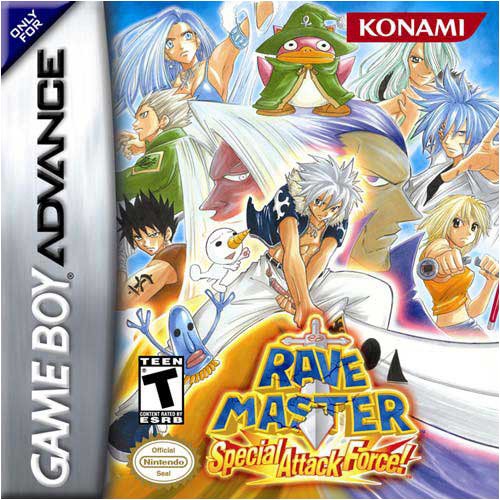 ONLY
FOR
GAME BOY ADVANCE
KONAMI
TEEN
T
CONTENT RATED BY
ESRB
Official
Nintendo
Seal
RAVE
MASTER
Special Attack Force!